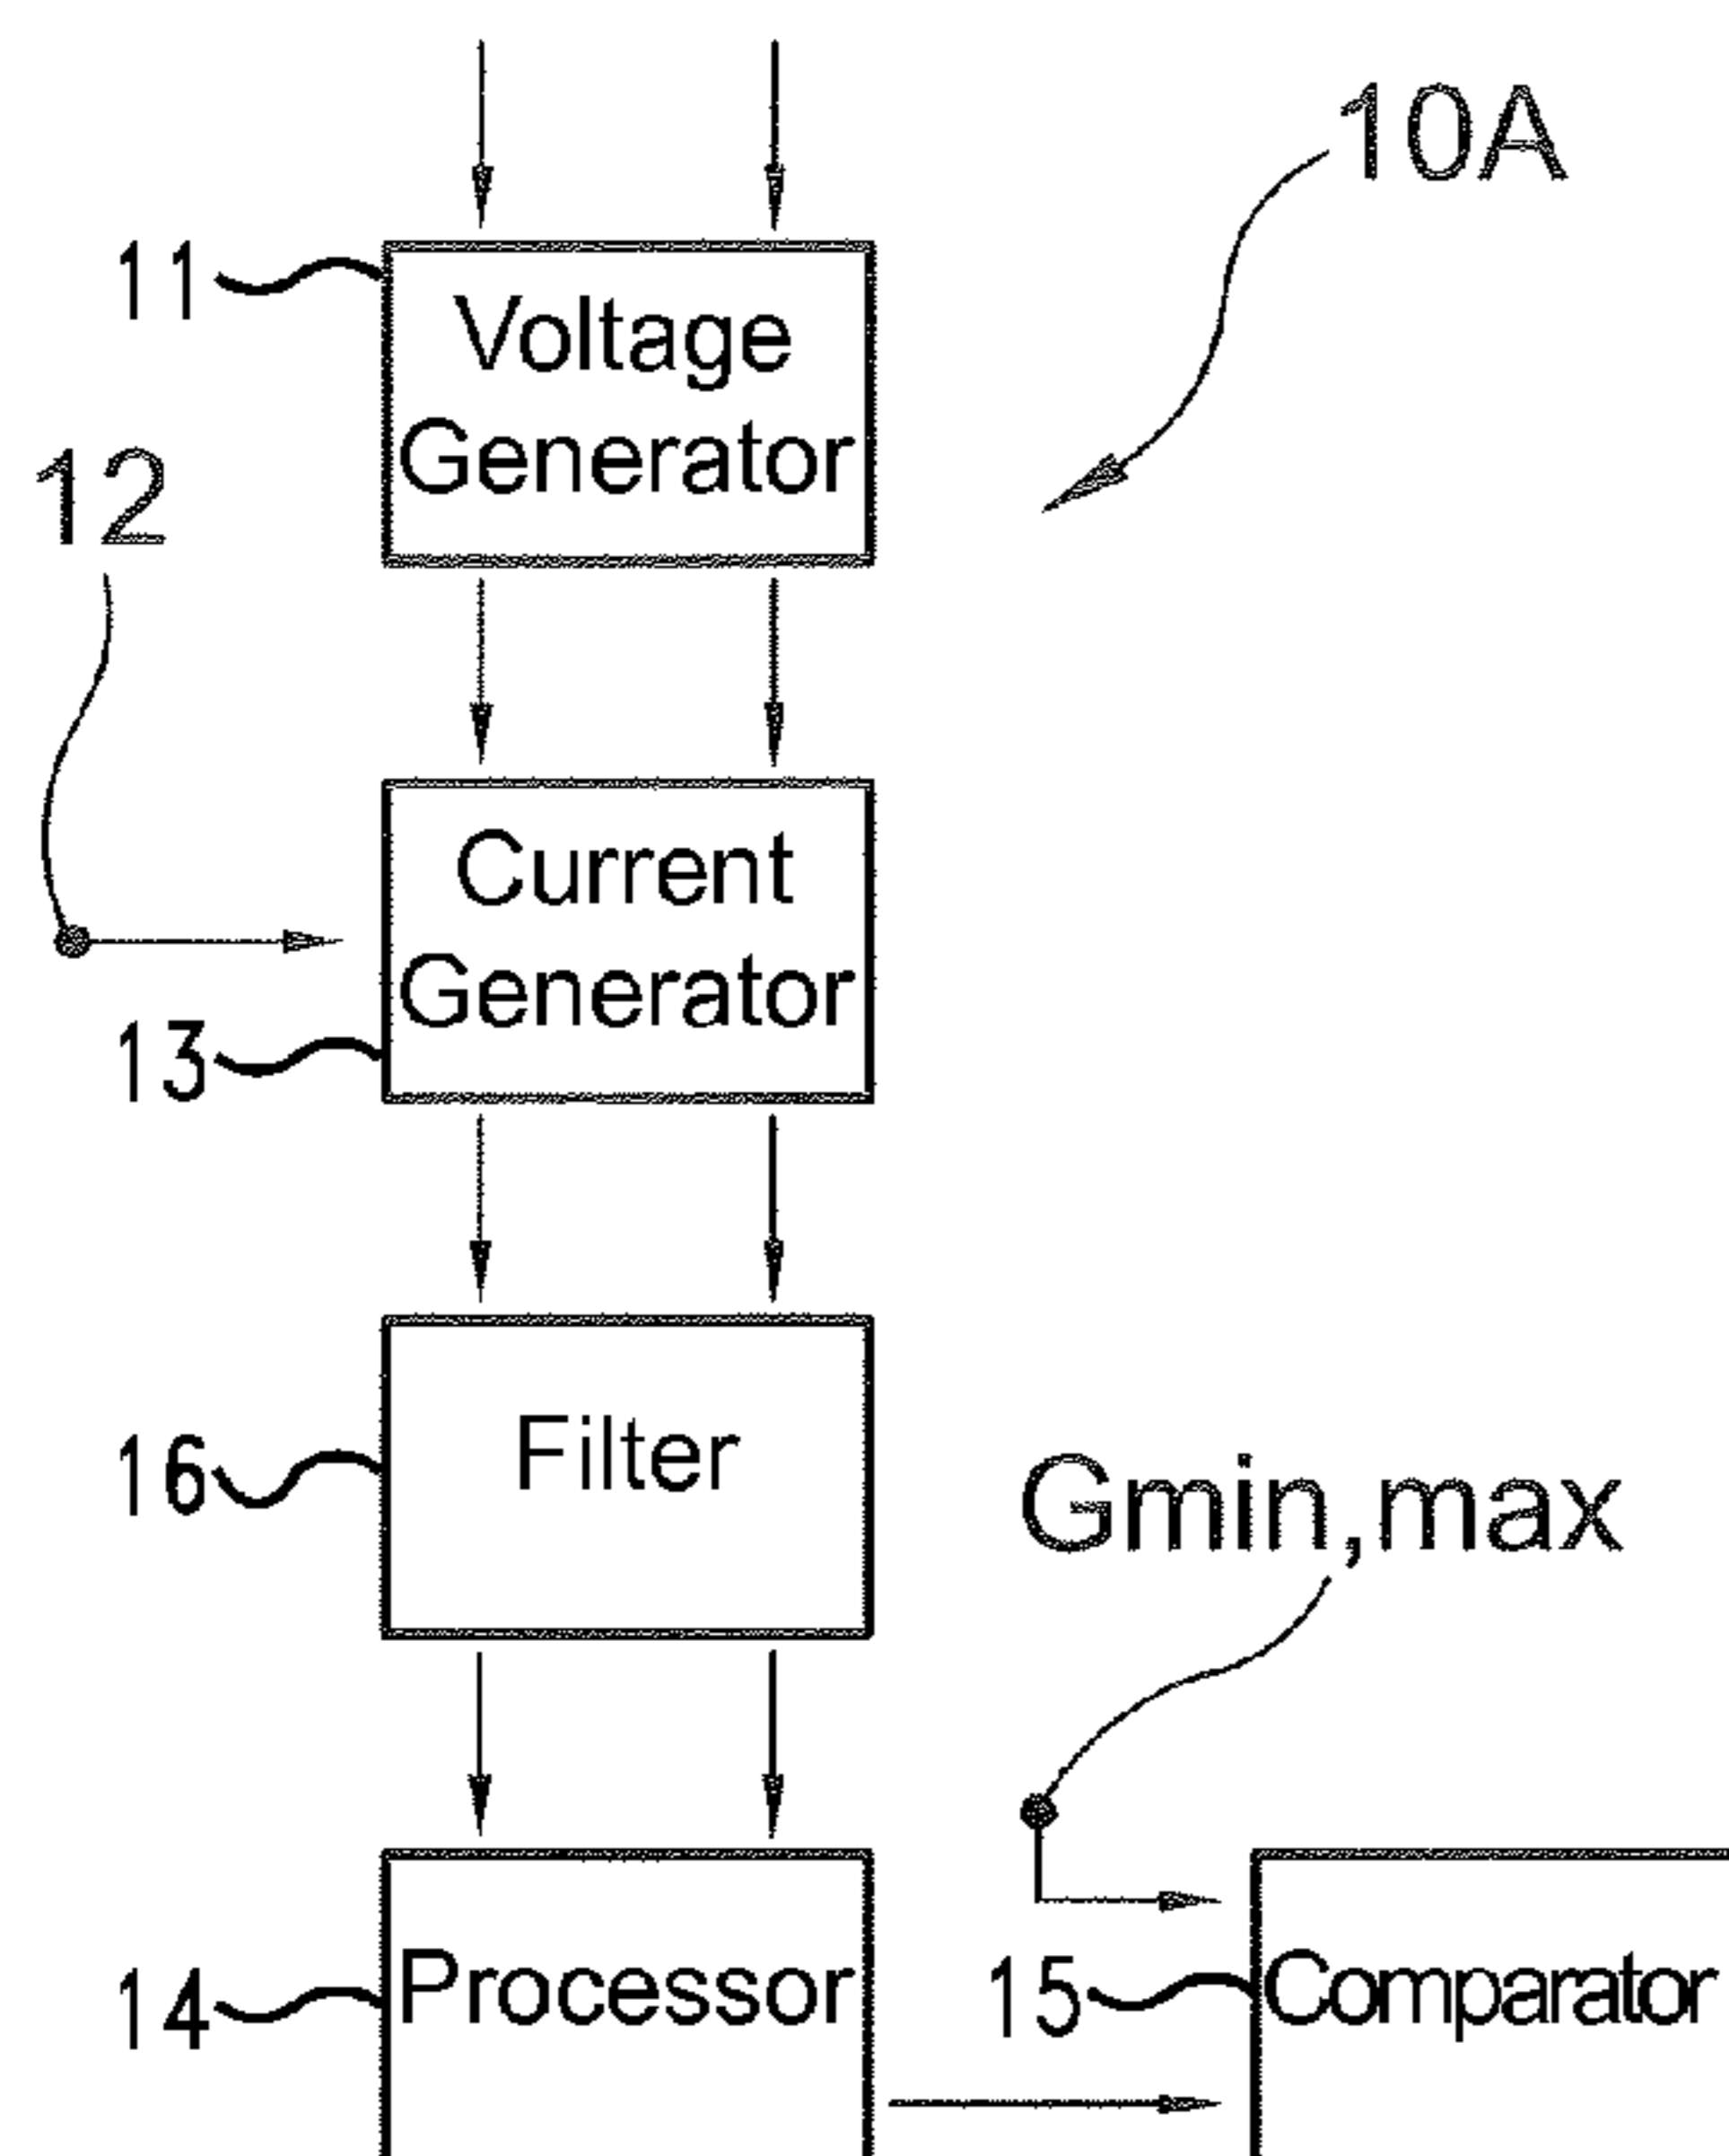 10A
11
Voltage
Generator
12
Current
Generator
13
16
Filter
Gmin,max
14
Processor
15
Comparator